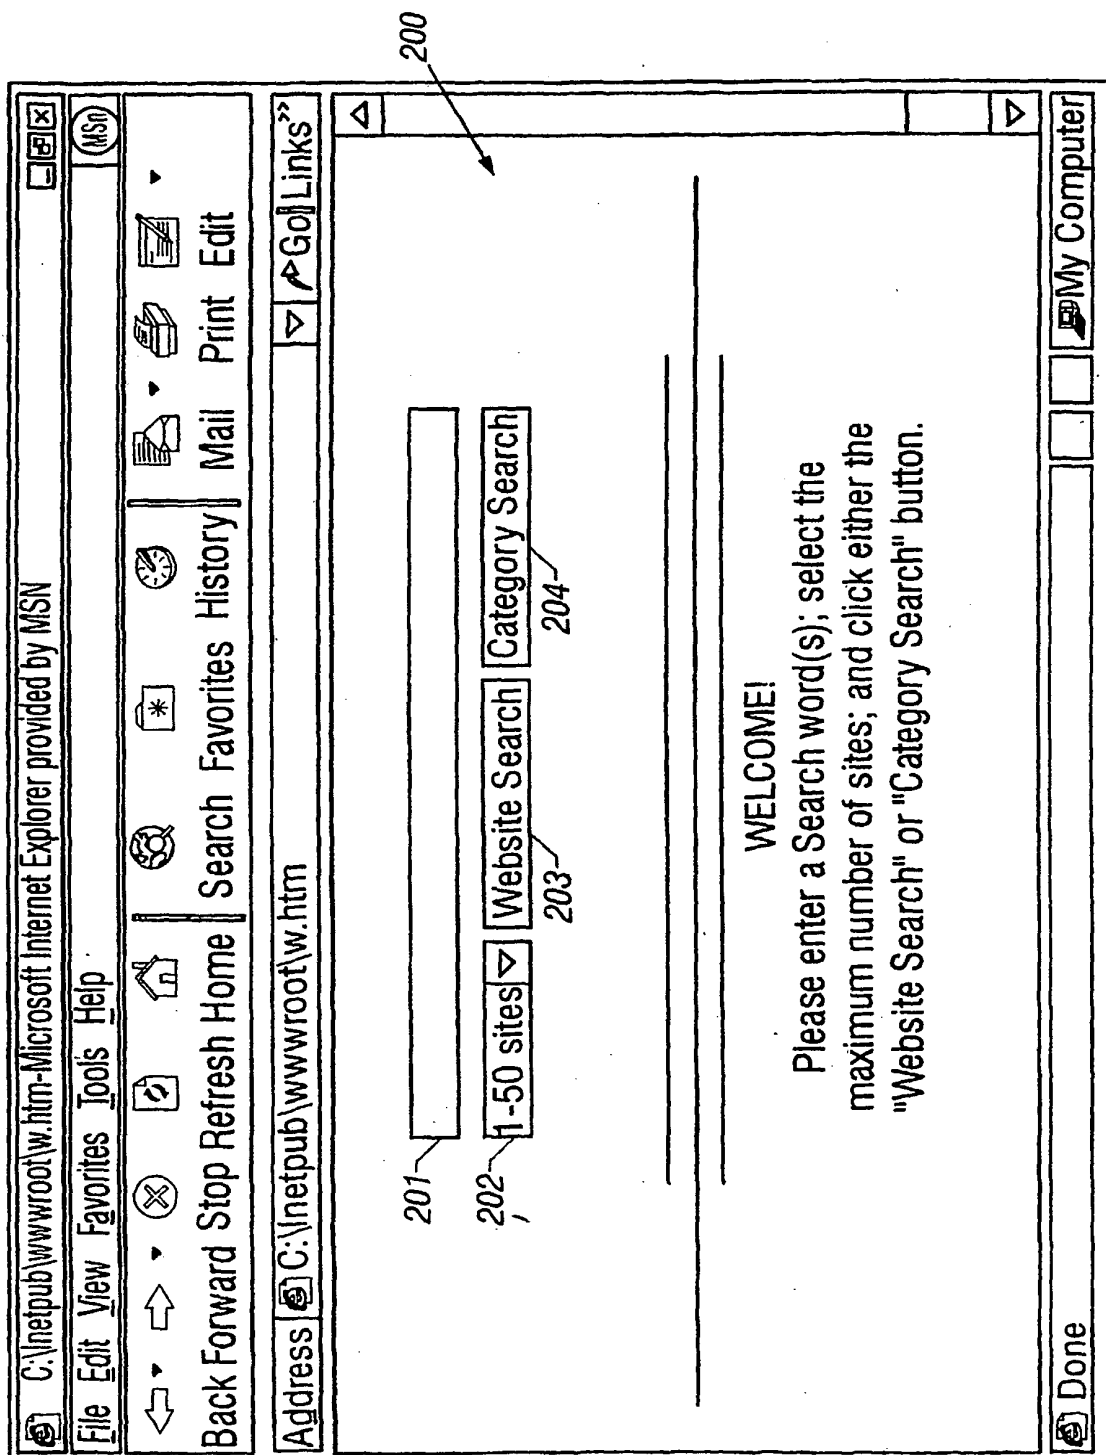 C:\Inetpub\wwwroot\w.htm-Microsoft Internet Explorer provided by MSN
File Edit View Favorites Tools Help
MSn
Back Forward Stop Refresh Home Search Favorites History Mail Print Edit
Address C:\Inetpub\wwwroot\w.htm Go Links»
200
201
202 1-50 sites Website Search Category Search
203 204
WELCOME!
Please enter a Search word(s); select the
maximum number of sites; and click either the
"Website Search" or "Category Search" button.
Done My Computer